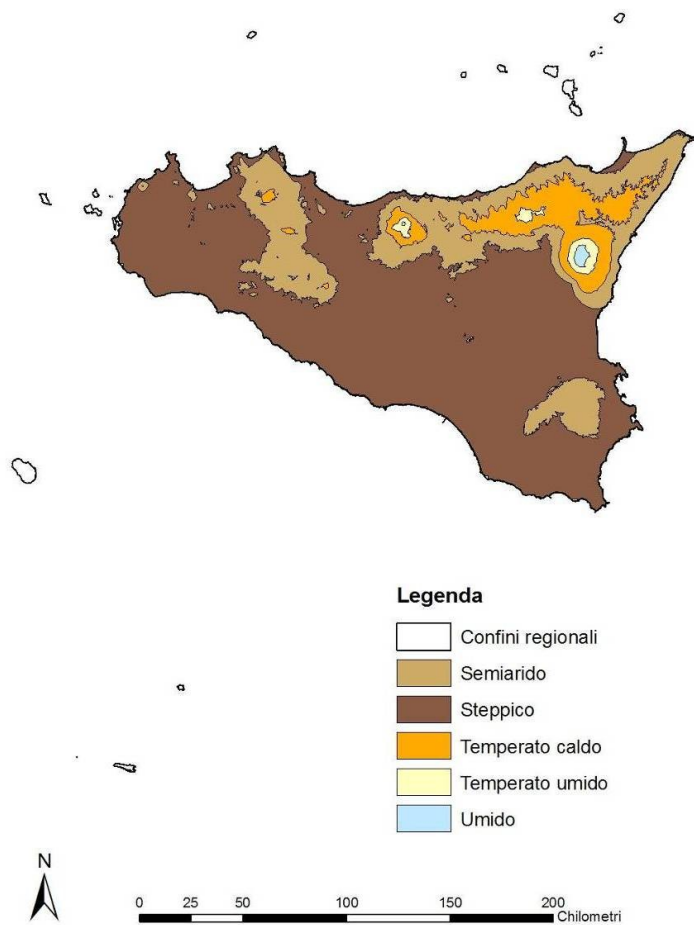 Legenda
Confini regionali
Semiarido
Steppico
Temperato caldo
Temperato umido
Umido
N
0 25 50 100 150 200
Chilometri